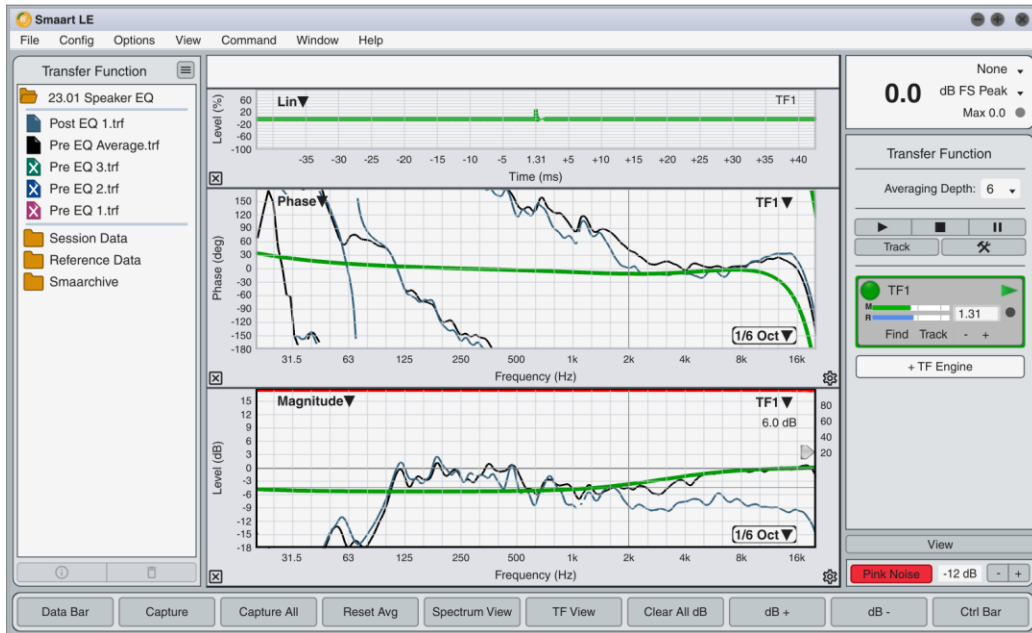 Smaart LE
File Config Options View Command Window Help
Transfer Function
23.01 Speaker EQ
Post EQ 1.trf
Pre EQ Average.trf
Pre EQ 3.trf
Pre EQ 2.trf
Pre EQ 1.trf
Session Data
Reference Data
Smaarchive
Level (%)
60
20
-20
-60
-100
Lin▼
TF1
-35 -30 -25 -20 -15 -10 -5 1.31 +5 +10 +15 +20 +25 +30 +35 +40
Time (ms)
Phase (deg)
150
120
90
60
30
0
-30
-60
-90
-120
-150
-180
Phase▼
TF1▼
1/6 Oct▼
31.5 63 125 250 500 1k 2k 4k 8k 16k
Frequency (Hz)
Level (dB)
15
12
9
6
3
0
-3
-6
-9
-12
-15
-18
Magnitude▼
TF1▼
6.0 dB
80
60
40
20
1/6 Oct▼
31.5 63 125 250 500 1k 2k 4k 8k 16k
Frequency (Hz)
None
0.0 dB FS Peak
Max 0.0
Transfer Function
Averaging Depth: 6
Track
TF1
M
R
1.31
Find Track - +
+ TF Engine
View
Pink Noise -12 dB - +
Data Bar Capture Capture All Reset Avg Spectrum View TF View Clear All dB dB + dB - Ctrl Bar